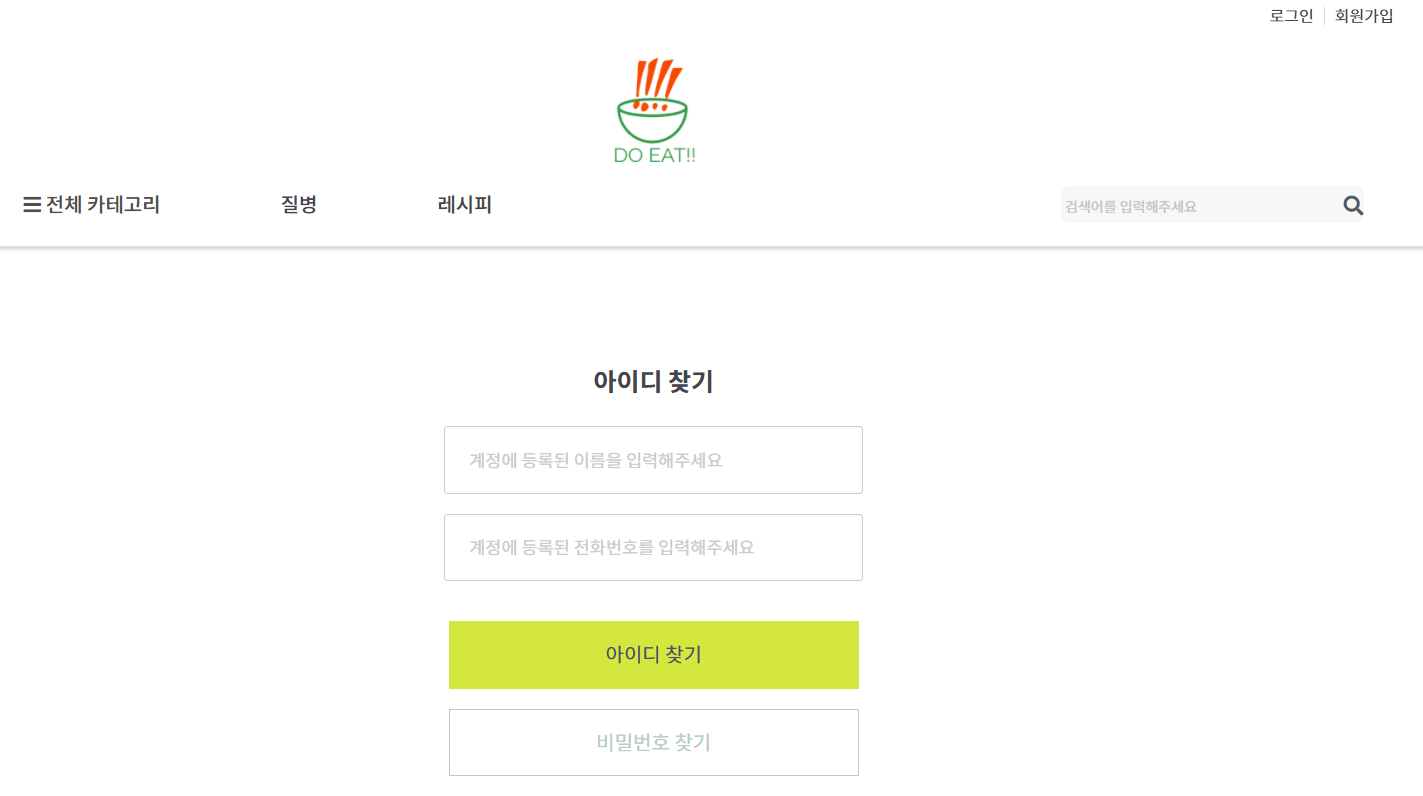 로그인 회원가입
DO EAT!!
전체 카테고리 질병 레시피 검색어를 입력해주세요
아이디 찾기
계정에 등록된 이름을 입력해주세요
계정에 등록된 전화번호를 입력해주세요
아이디 찾기
비밀번호 찾기